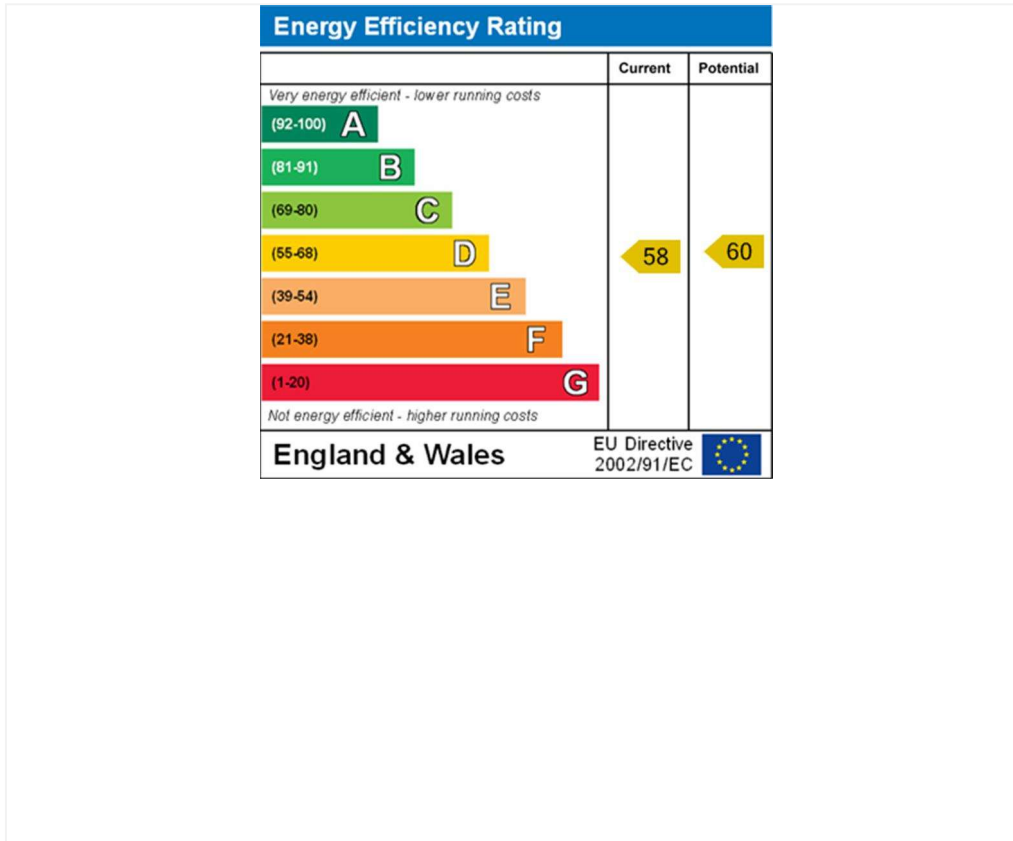 Energy Efficiency Rating
Current Potential
Very energy efficient - lower running costs
(92-100) A
(81-91) B
(69-80) C
(55-68) D 58 60
(39-54) E
(21-38) F
(1-20) G
Not energy efficient - higher running costs
England & Wales EU Directive
2002/91/EC